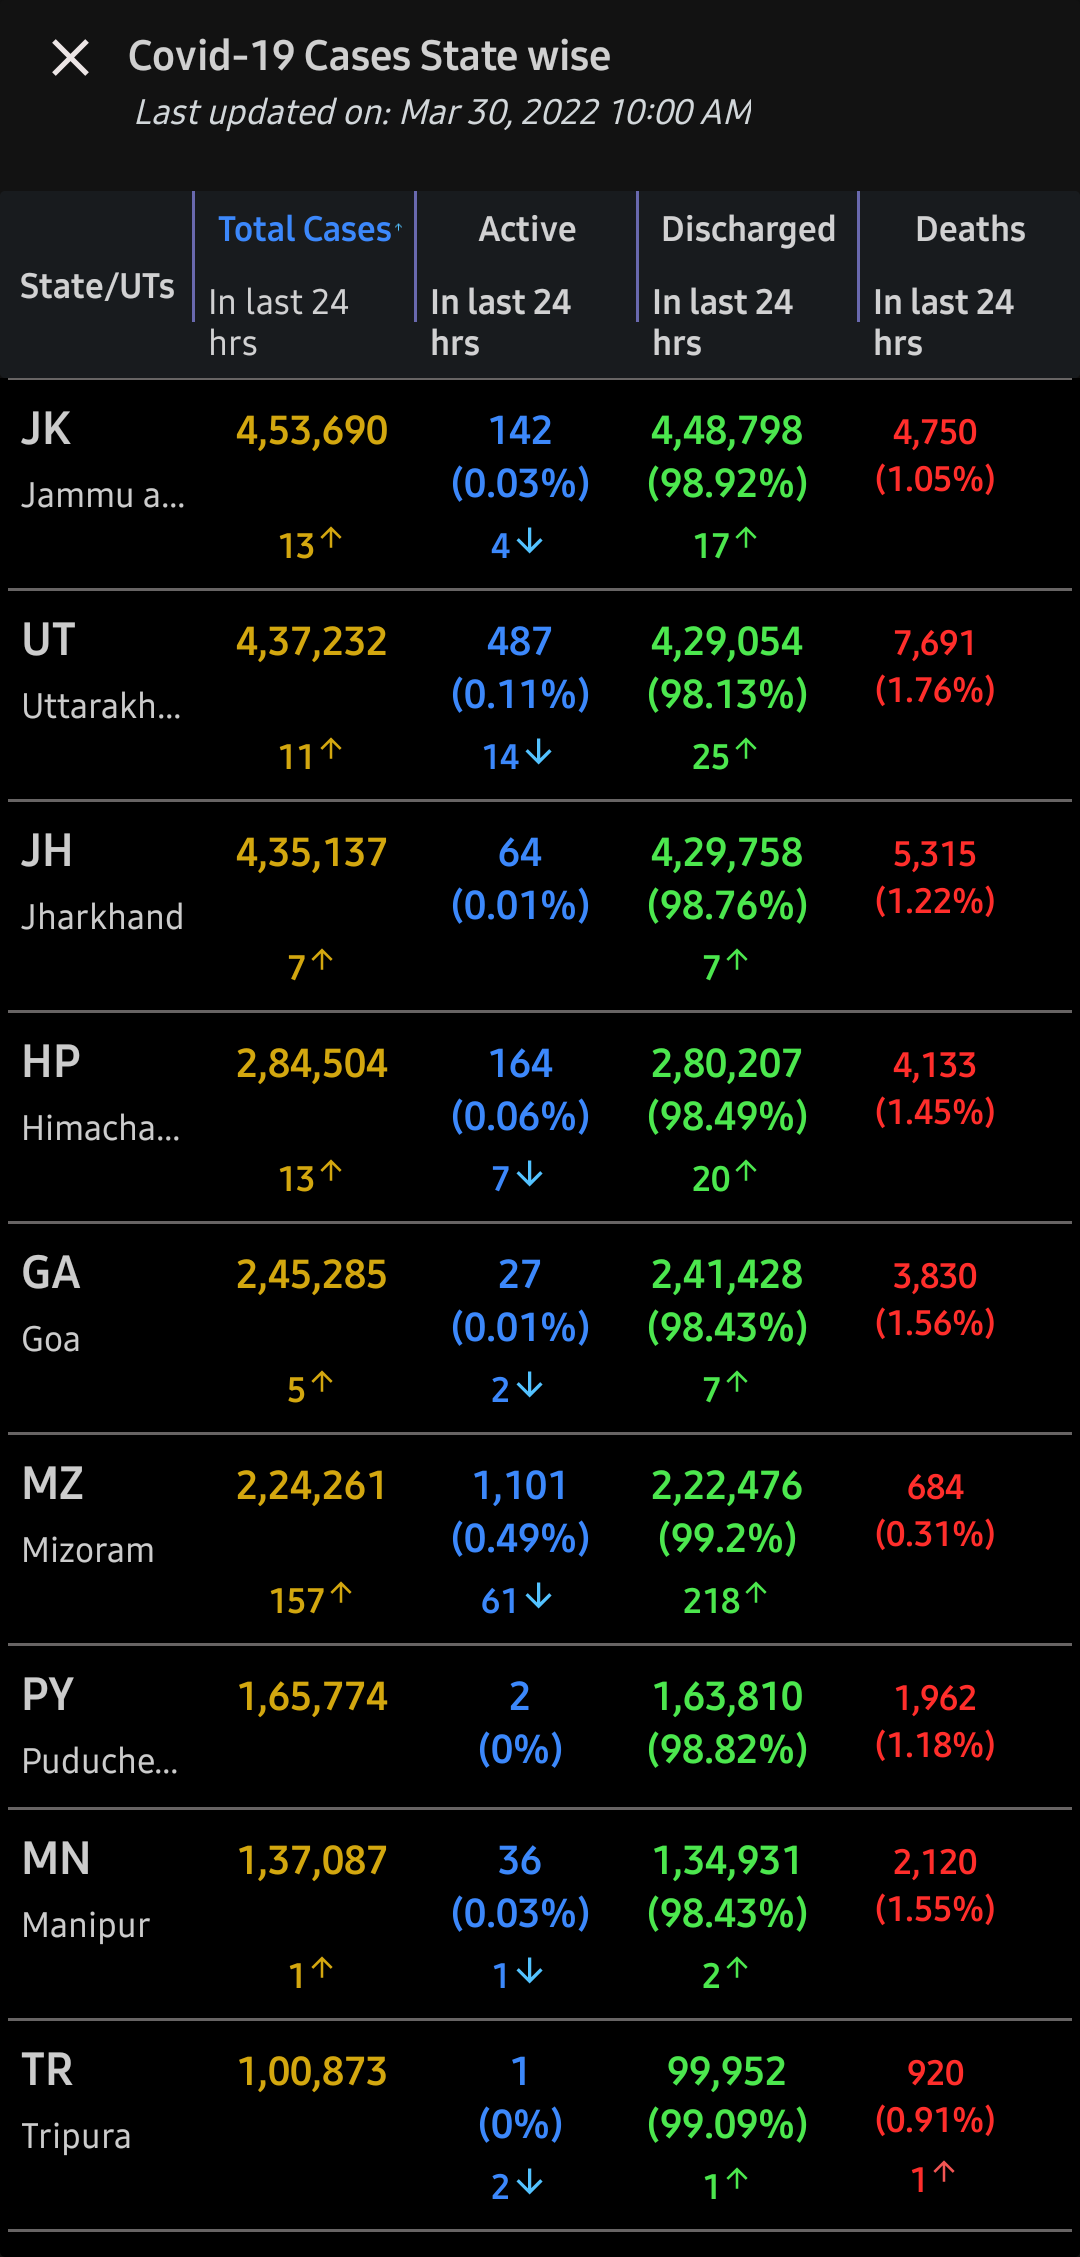 Covid-19 Cases State wise
Last updated on: Mar 30, 2022 10:00 AM
State/UTs
Total Cases↑ Active Discharged Deaths
In last 24 hrs In last 24 hrs In last 24 hrs In last 24 hrs
JK 4,53,690 142 4,48,798 4,750
Jammu a... (0.03%) (98.92%) (1.05%)
13↑ 4↓ 17↑
UT 4,37,232 487 4,29,054 7,691
Uttarakh... (0.11%) (98.13%) (1.76%)
11↑ 14↓ 25↑
JH 4,35,137 64 4,29,758 5,315
Jharkhand (0.01%) (98.76%) (1.22%)
7↑ 7↑
HP 2,84,504 164 2,80,207 4,133
Himacha... (0.06%) (98.49%) (1.45%)
13↑ 7↓ 20↑
GA 2,45,285 27 2,41,428 3,830
Goa (0.01%) (98.43%) (1.56%)
5↑ 2↓ 7↑
MZ 2,24,261 1,101 2,22,476 684
Mizoram (0.49%) (99.2%) (0.31%)
157↑ 61↓ 218↑
PY 1,65,774 2 1,63,810 1,962
Puduche... (0%) (98.82%) (1.18%)
MN 1,37,087 36 1,34,931 2,120
Manipur (0.03%) (98.43%) (1.55%)
1↑ 1↓ 2↑
TR 1,00,873 1 99,952 920
Tripura (0%) (99.09%) (0.91%)
2↓ 1↑ 1↑